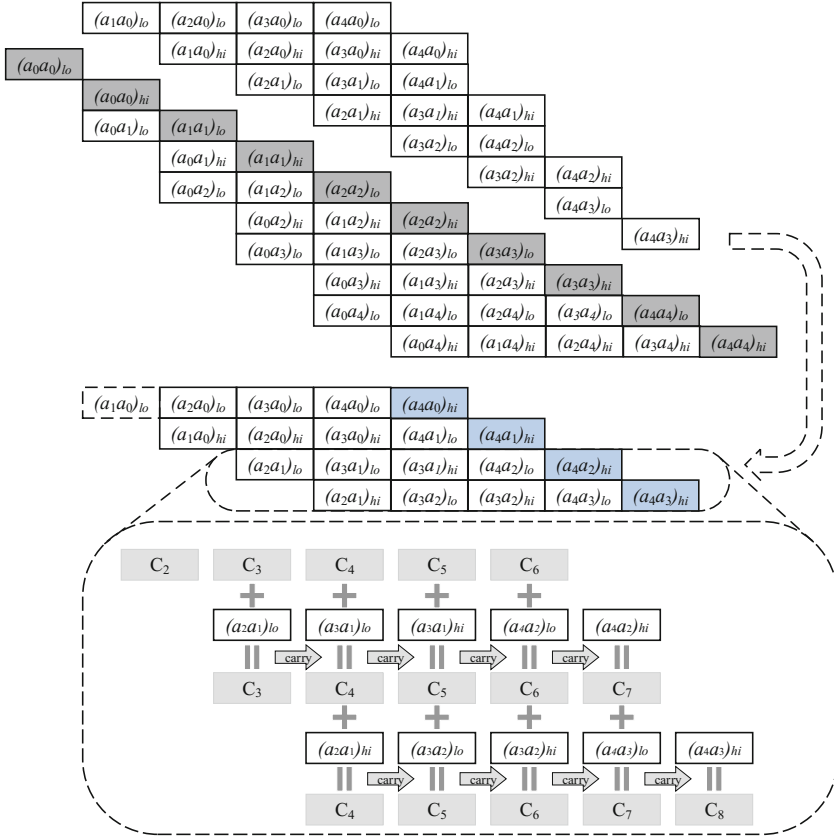 (a1a0)lo (a2a0)lo (a3a0)lo (a4a0)lo
(a1a0)hi (a2a0)hi (a3a0)hi (a4a0)hi
(a0a0)lo (a2a1)lo (a3a1)lo (a4a1)lo
(a0a0)hi (a2a1)hi (a3a1)hi (a4a1)hi
(a0a1)lo (a1a1)lo (a3a2)lo (a4a2)lo
(a0a1)hi (a1a1)hi (a3a2)hi (a4a2)hi
(a0a2)lo (a1a2)lo (a2a2)lo (a4a3)lo
(a0a2)hi (a1a2)hi (a2a2)hi (a4a3)hi
(a0a3)lo (a1a3)lo (a2a3)lo (a3a3)lo
(a0a3)hi (a1a3)hi (a2a3)hi (a3a3)hi
(a0a4)lo (a1a4)lo (a2a4)lo (a3a4)lo (a4a4)lo
(a0a4)hi (a1a4)hi (a2a4)hi (a3a4)hi (a4a4)hi
(a1a0)lo (a2a0)lo (a3a0)lo (a4a0)lo (a4a0)hi
(a1a0)hi (a2a0)hi (a3a0)hi (a4a1)lo (a4a1)hi
(a2a1)lo (a3a1)lo (a3a1)hi (a4a2)lo (a4a2)hi
(a2a1)hi (a3a2)lo (a3a2)hi (a4a3)lo (a4a3)hi
C2 C3 C4 C5 C6
+ + + +
(a2a1)lo (a3a1)lo (a3a1)hi (a4a2)lo (a4a2)hi
carry carry carry carry
C3 C4 C5 C6 C7
+ + + +
(a2a1)hi (a3a2)lo (a3a2)hi (a4a3)lo (a4a3)hi
carry carry carry carry
C4 C5 C6 C7 C8